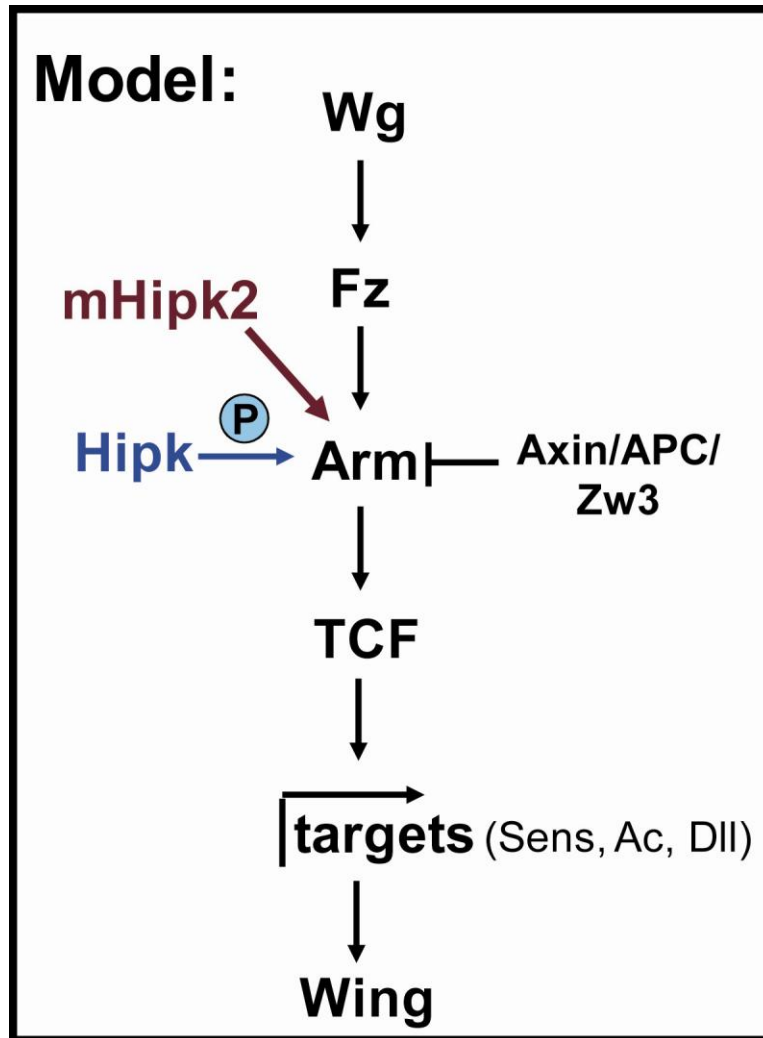 Model:
Wg
Fz
mHipk2
P
Hipk
Arm
Axin/APC/
Zw3
TCF
targets (Sens, Ac, Dll)
Wing